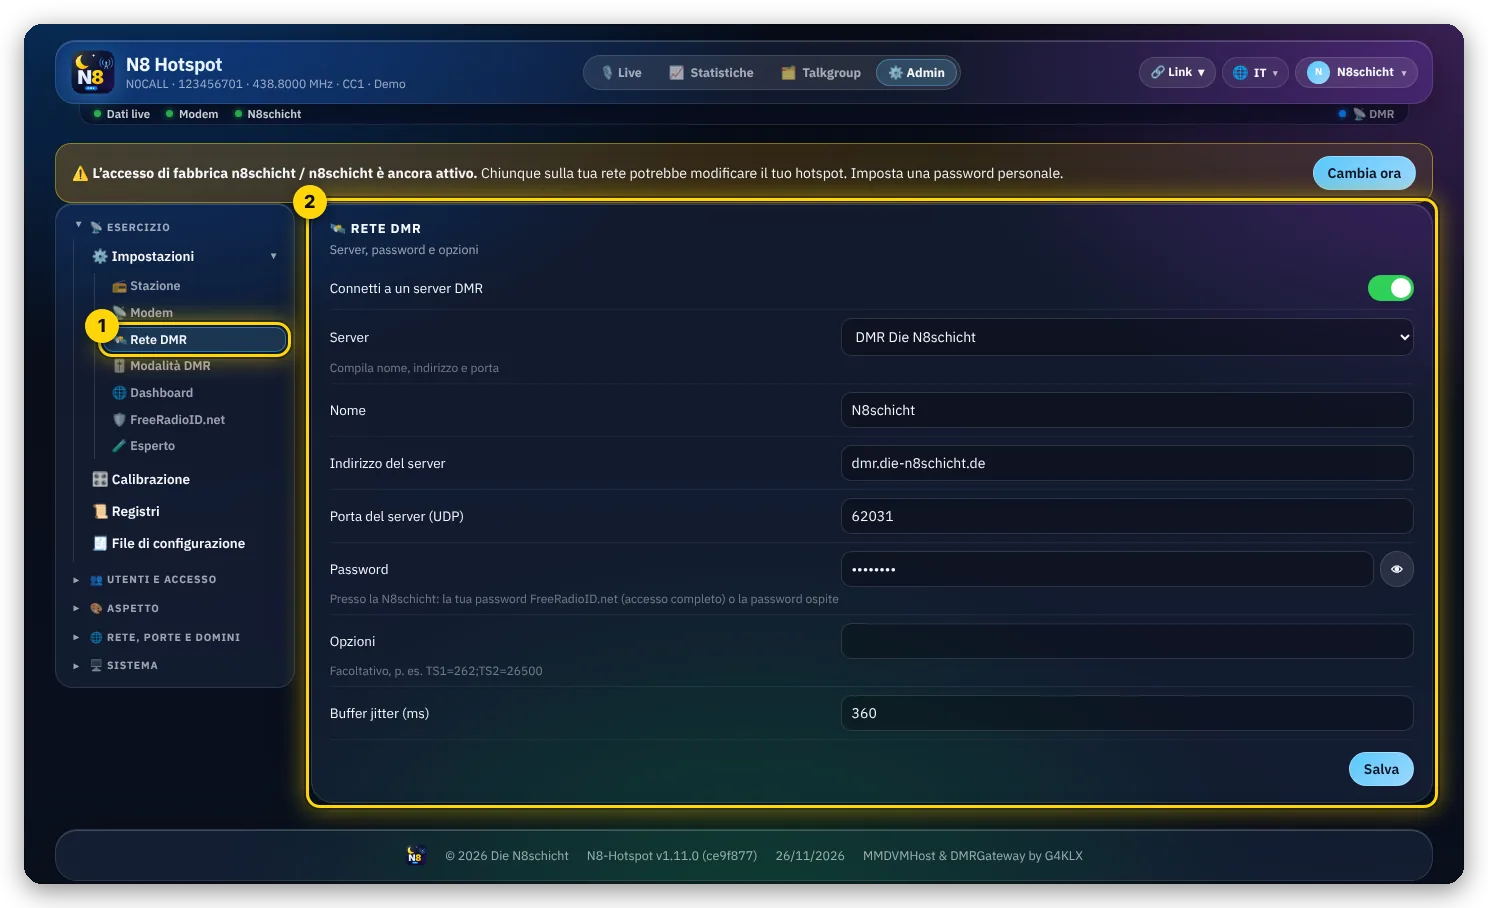 N8 Hotspot
N0CALL · 123456701 · 438.8000 MHz · CC1 · Demo
Live
Statistiche
Talkgroup
Admin
Link
IT
N
N8schicht
Dati live
Modem
N8schicht
DMR
L'accesso di fabbrica n8schicht / n8schicht è ancora attivo. Chiunque sulla tua rete potrebbe modificare il tuo hotspot. Imposta una password personale.
Cambia ora
ESERCIZIO
Impostazioni
Stazione
Modem
1
Rete DMR
Modalità DMR
Dashboard
FreeRadioID.net
Esperto
Calibrazione
Registri
File di configurazione
UTENTI E ACCESSO
ASPETTO
RETE, PORTE E DOMINI
SISTEMA
2
RETE DMR
Server, password e opzioni
Connetti a un server DMR
Server
DMR Die N8schicht
Compila nome, indirizzo e porta
Nome
N8schicht
Indirizzo del server
dmr.die-n8schicht.de
Porta del server (UDP)
62031
Password
••••••••
Presso la N8schicht: la tua password FreeRadioID.net (accesso completo) o la password ospite
Opzioni
Facoltativo, p. es. TS1=262;TS2=26500
Buffer jitter (ms)
360
Salva
N8
© 2026 Die N8schicht
N8-Hotspot v1.11.0 (ce9f877)
26/11/2026
MMDVMHost & DMRGateway by G4KLX